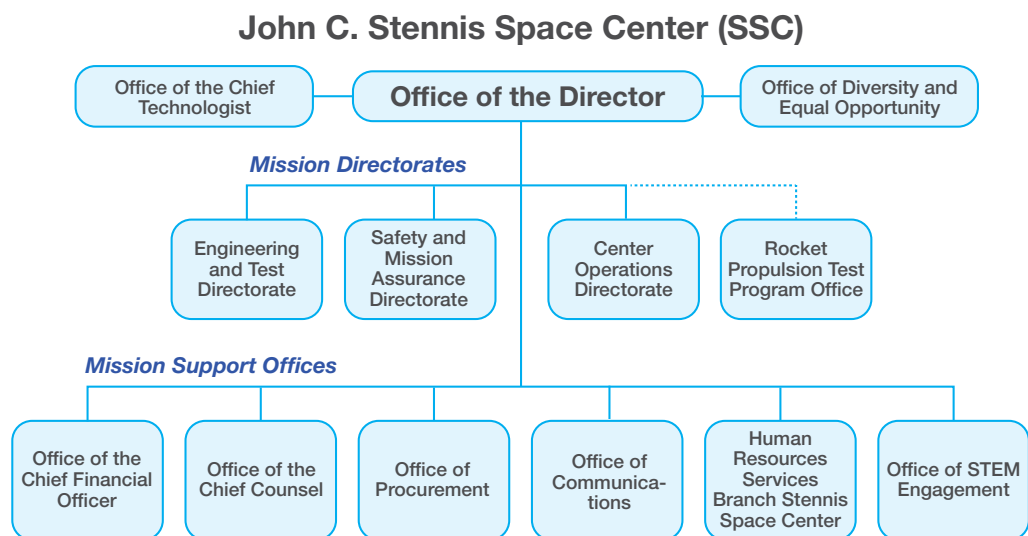 John C. Stennis Space Center (SSC)
Office of the Chief
Technologist
Office of the Director
Office of Diversity and
Equal Opportunity
Mission Directorates
Engineering
and Test
Directorate
Safety and
Mission
Assurance
Directorate
Center
Operations
Directorate
Rocket
Propulsion Test
Program Office
Mission Support Offices
Office of the
Chief Financial
Officer
Office of the
Chief Counsel
Office of
Procurement
Office of
Communica-
tions
Human
Resources
Services
Branch Stennis
Space Center
Office of STEM
Engagement